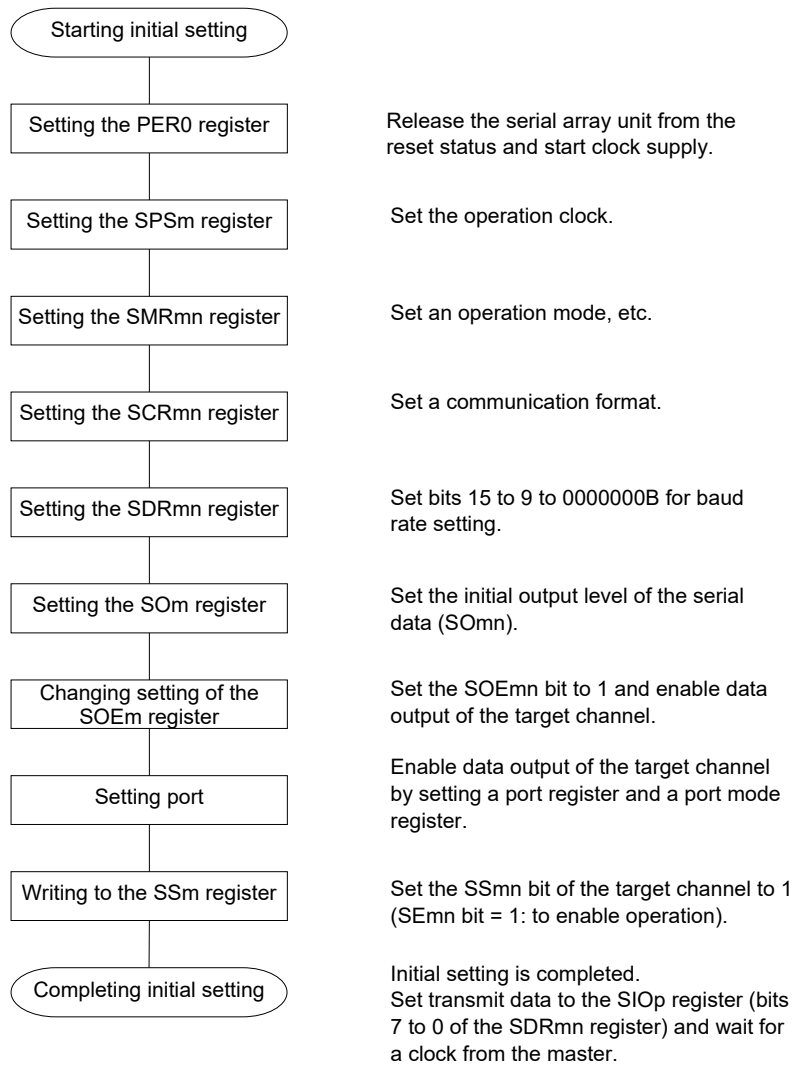 Starting initial setting
Setting the PER0 register
Release the serial array unit from the
reset status and start clock supply.
Setting the SPSm register
Set the operation clock.
Setting the SMRmn register
Set an operation mode, etc.
Setting the SCRmn register
Set a communication format.
Setting the SDRmn register
Set bits 15 to 9 to 0000000B for baud
rate setting.
Setting the SOm register
Set the initial output level of the serial
data (SOmn).
Changing setting of the
SOEm register
Set the SOEmn bit to 1 and enable data
output of the target channel.
Setting port
Enable data output of the target channel
by setting a port register and a port mode
register.
Writing to the SSm register
Set the SSmn bit of the target channel to 1
(SEmn bit = 1: to enable operation).
Completing initial setting
Initial setting is completed.
Set transmit data to the SIOp register (bits
7 to 0 of the SDRmn register) and wait for
a clock from the master.